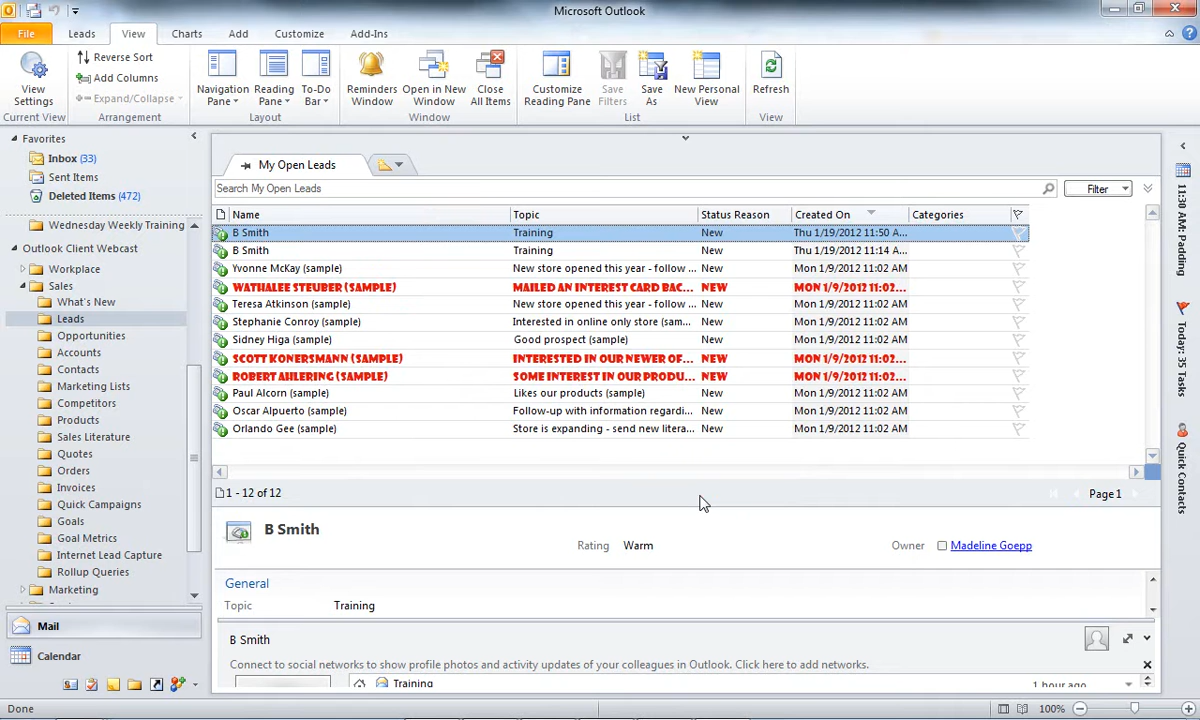 Microsoft Outlook
File Leads View Charts Add Customize Add-Ins
View Settings
Reverse Sort
Add Columns
Expand/Collapse
Navigation Pane
Reading Pane
To-Do Bar
Reminders Window
Open in New Window
Close All Items
Customize Reading Pane
Save Filters
Save As
New Personal View
Refresh
Current View Arrangement Layout Window List View
Favorites
Inbox (33)
Sent Items
Deleted Items (472)
Wednesday Weekly Training
Outlook Client Webcast
Workplace
Sales
What's New
Leads
Opportunities
Accounts
Contacts
Marketing Lists
Competitors
Products
Sales Literature
Quotes
Orders
Invoices
Quick Campaigns
Goals
Goal Metrics
Internet Lead Capture
Rollup Queries
Marketing
Mail
Calendar
My Open Leads
Search My Open Leads
Filter
Name Topic Status Reason Created On Categories
B Smith Training New Thu 1/19/2012 11:50 A...
B Smith Training New Thu 1/19/2012 11:14 A...
Yvonne McKay (sample) New store opened this year - follow ... New Mon 1/9/2012 11:02 AM
WATHALEE STEUBER (SAMPLE) MAILED AN INTEREST CARD BAC... NEW MON 1/9/2012 11:02...
Teresa Atkinson (sample) New store opened this year - follow ... New Mon 1/9/2012 11:02 AM
Stephanie Conroy (sample) Interested in online only store (sam... New Mon 1/9/2012 11:02 AM
Sidney Higa (sample) Good prospect (sample) New Mon 1/9/2012 11:02 AM
SCOTT KONERSMANN (SAMPLE) INTERESTED IN OUR NEWER OF... NEW MON 1/9/2012 11:02...
ROBERT AHLERING (SAMPLE) SOME INTEREST IN OUR PRODU... NEW MON 1/9/2012 11:02...
Paul Alcorn (sample) Likes our products (sample) New Mon 1/9/2012 11:02 AM
Oscar Alpuerto (sample) Follow-up with information regardi... New Mon 1/9/2012 11:02 AM
Orlando Gee (sample) Store is expanding - send new litera... New Mon 1/9/2012 11:02 AM
1 - 12 of 12 Page 1
B Smith
Rating Warm Owner Madeline Goepp
General
Topic Training
B Smith
Connect to social networks to show profile photos and activity updates of your colleagues in Outlook. Click here to add networks.
Training 1 hour ago
11:30 AM: Padding
Today: 35 Tasks
Quick Contacts
Done 100%